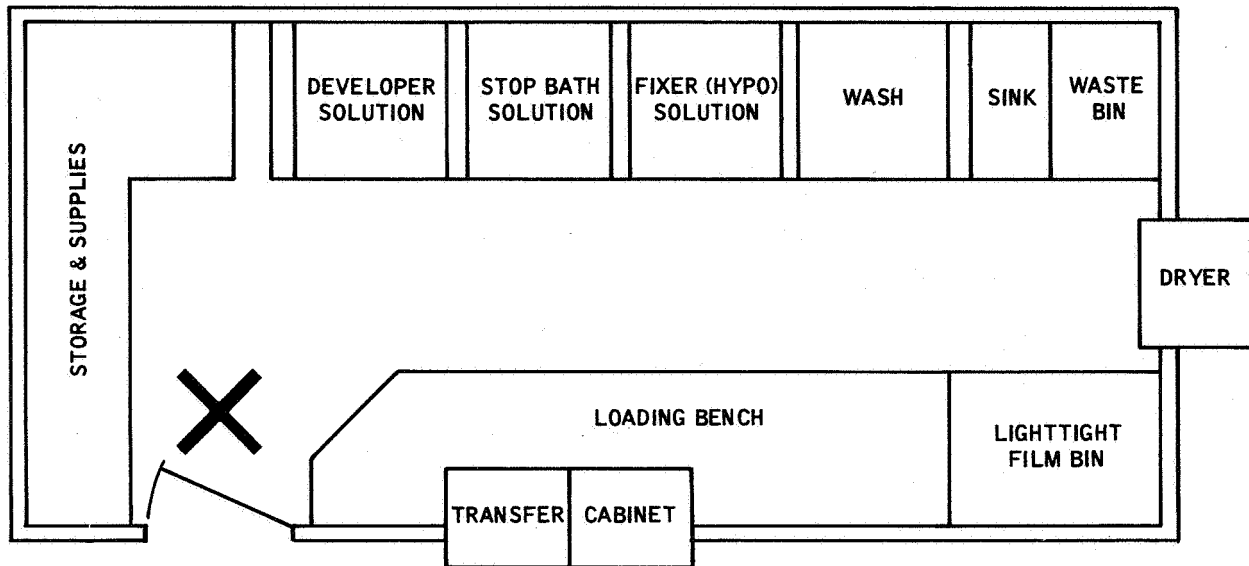 DEVELOPER
SOLUTION
STOP BATH
SOLUTION
FIXER (HYPO)
SOLUTION
WASH
SINK
WASTE
BIN
STORAGE & SUPPLIES
DRYER
LOADING BENCH
LIGHTTIGHT
FILM BIN
TRANSFER
CABINET